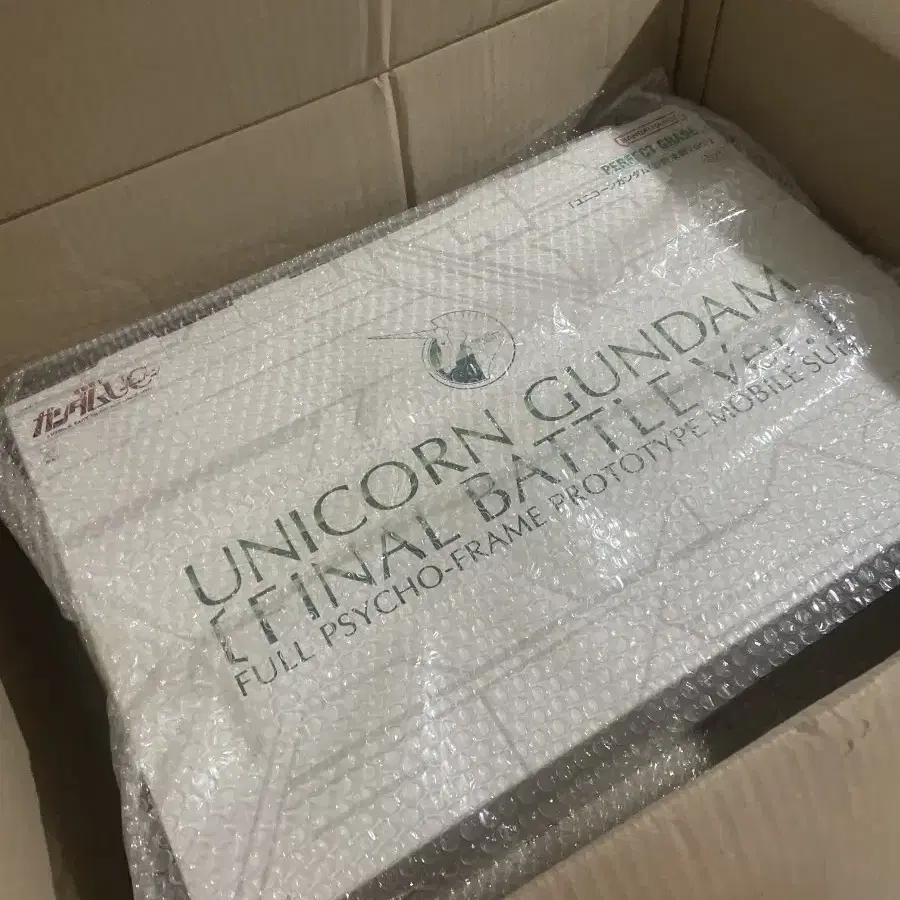 PERFECT GRADE
UNICORN GUNDAM
[FINAL BATTLE Ver.]
FULL PSYCHO-FRAME PROTOTYPE MOBILE SUIT
ガンダムUC